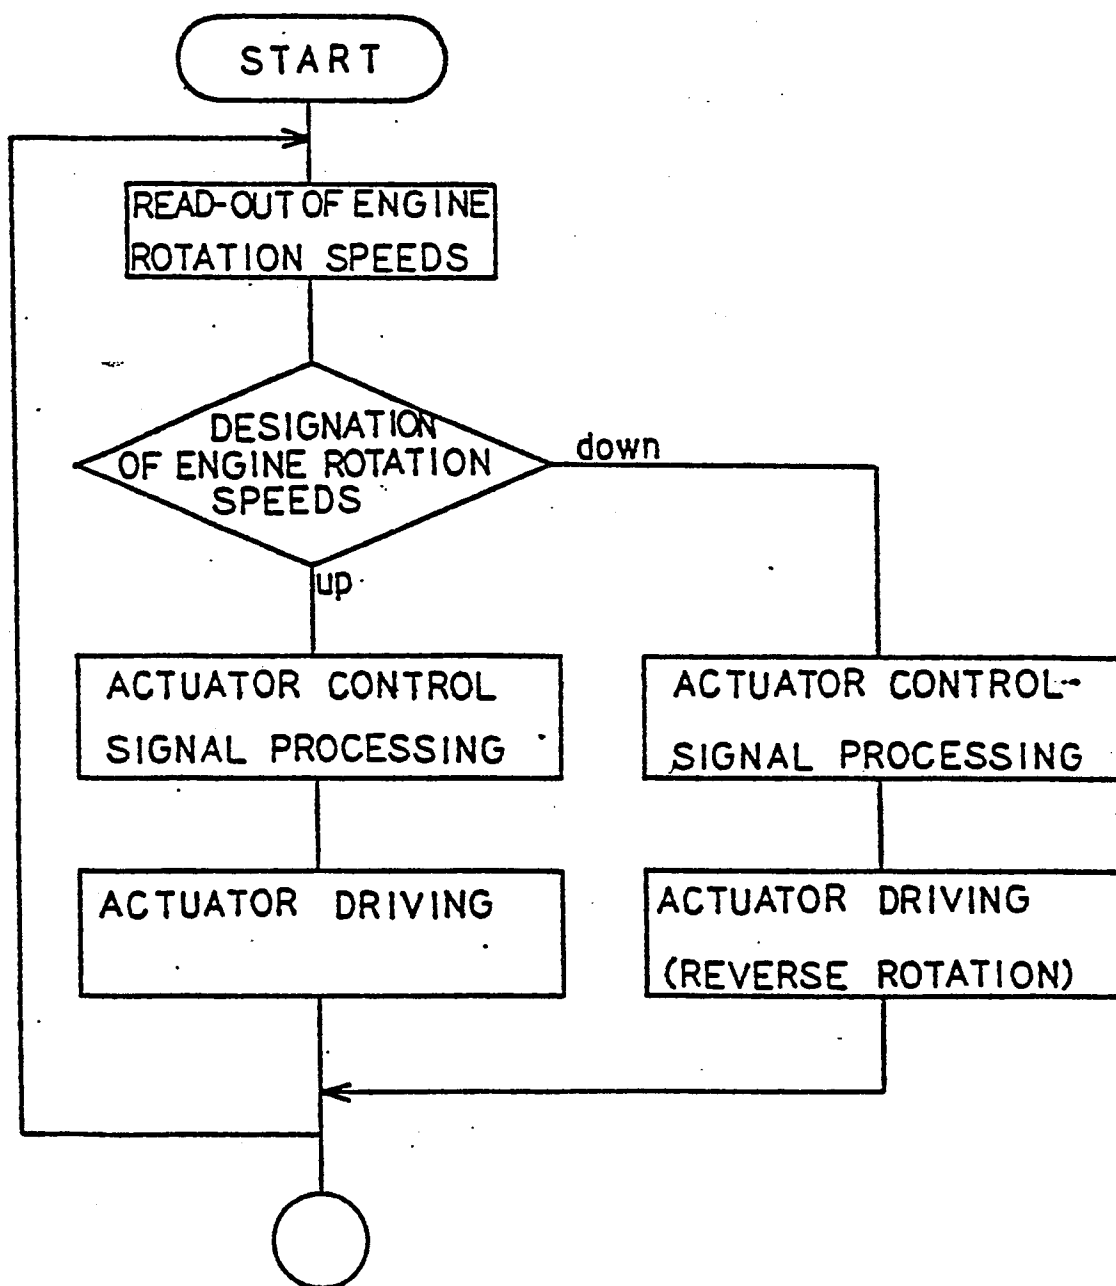 START
READ-OUT OF ENGINE
ROTATION SPEEDS
DESIGNATION
OF ENGINE ROTATION
SPEEDS
down
up
ACTUATOR CONTROL
SIGNAL PROCESSING
ACTUATOR CONTROL
SIGNAL PROCESSING
ACTUATOR DRIVING
ACTUATOR DRIVING
(REVERSE ROTATION)